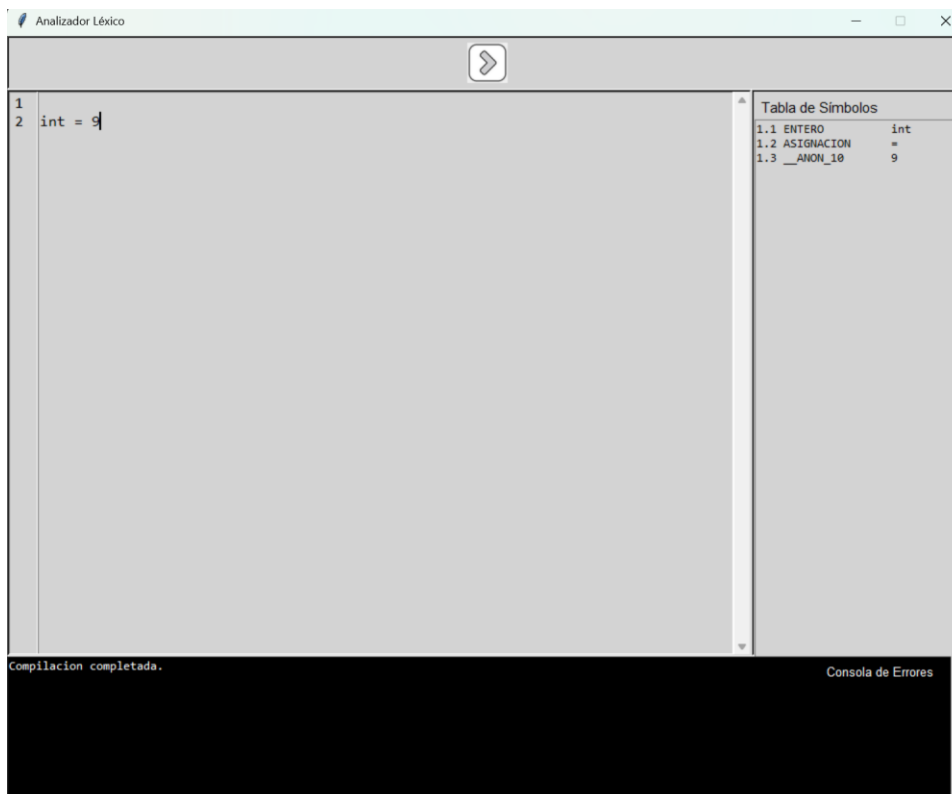 Analizador Léxico
1
2 int = 9
Tabla de Símbolos
1.1 ENTERO int
1.2 ASIGNACION =
1.3 __ANON_10 9
Compilacion completada.
Consola de Errores